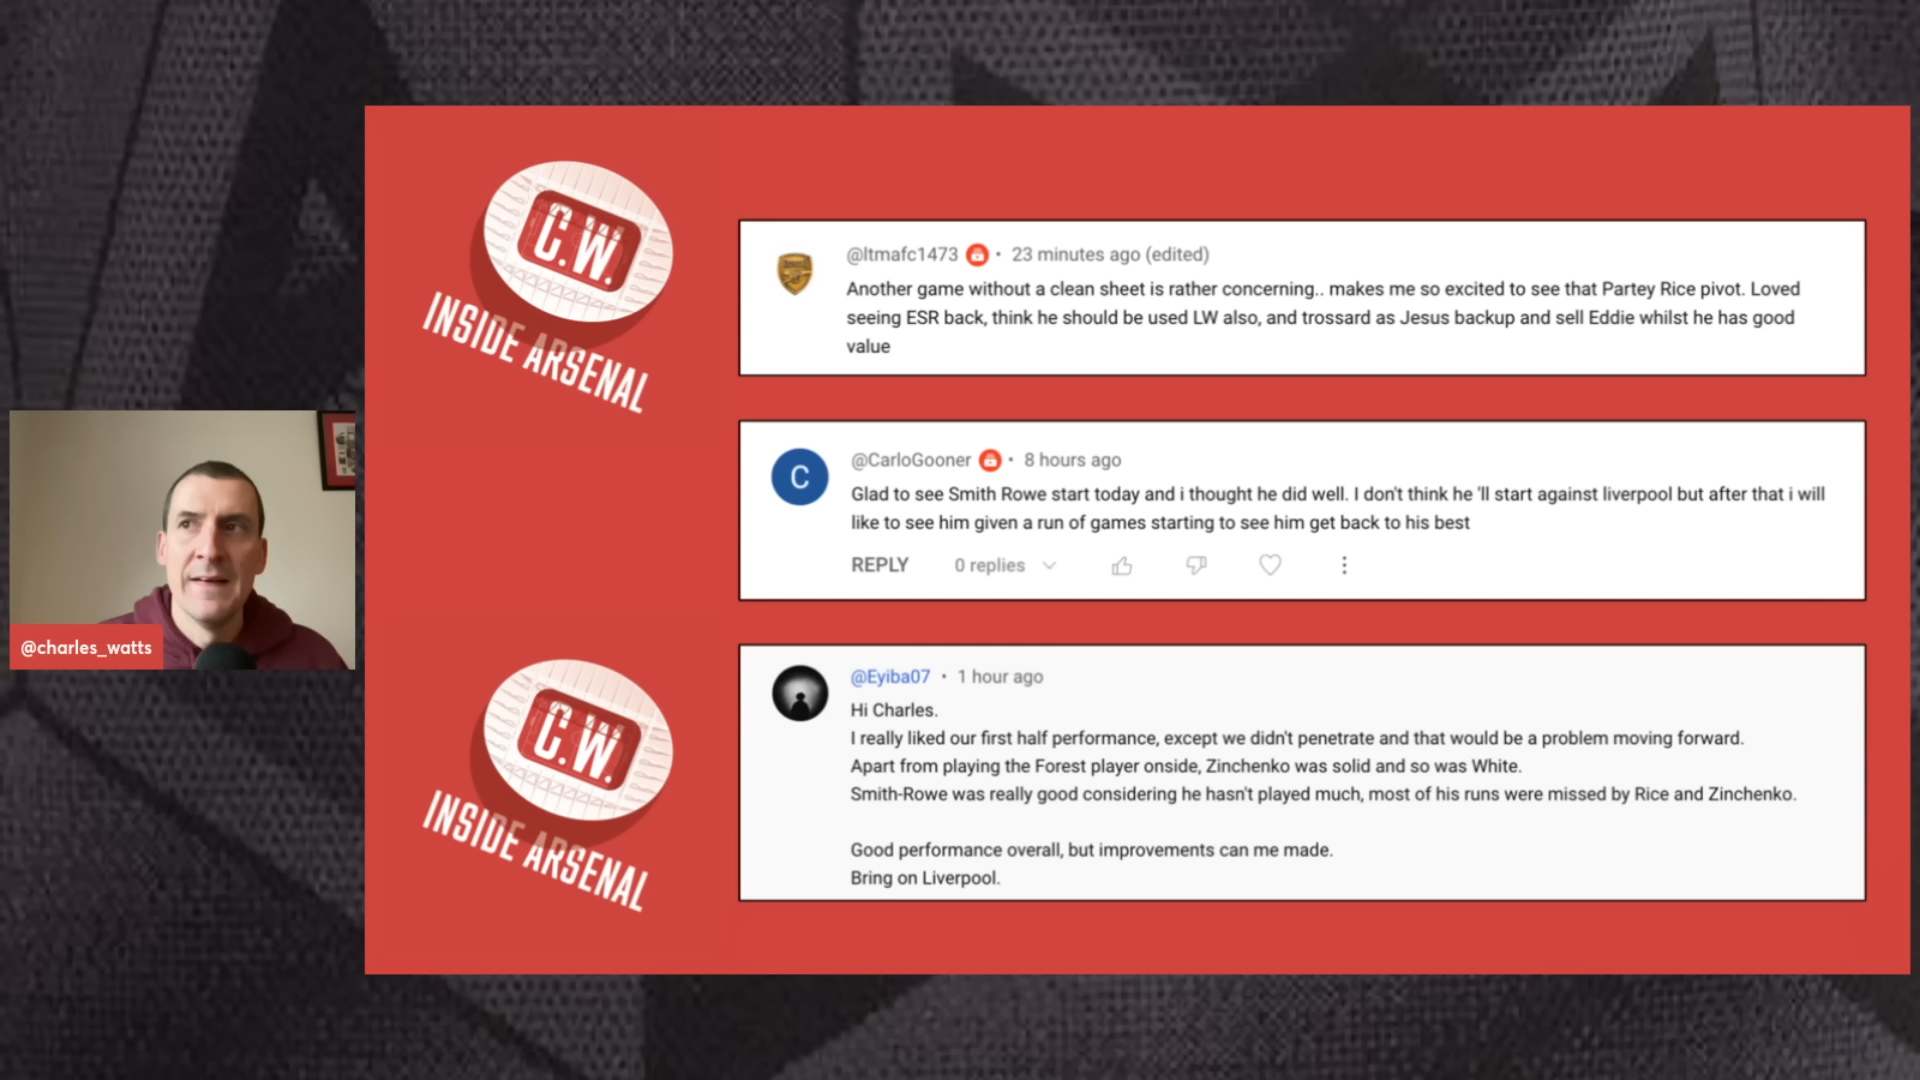 C.W.
INSIDE ARSENAL
@ltmafc1473 • 23 minutes ago (edited)
Another game without a clean sheet is rather concerning.. makes me so excited to see that Partey Rice pivot. Loved
seeing ESR back, think he should be used LW also, and trossard as Jesus backup and sell Eddie whilst he has good
value
C
@CarloGooner • 8 hours ago
Glad to see Smith Rowe start today and i thought he did well. I don't think he 'll start against liverpool but after that i will
like to see him given a run of games starting to see him get back to his best
REPLY 0 replies
@charles_watts
C.W.
INSIDE ARSENAL
@Eyiba07 • 1 hour ago
Hi Charles.
I really liked our first half performance, except we didn't penetrate and that would be a problem moving forward.
Apart from playing the Forest player onside, Zinchenko was solid and so was White.
Smith-Rowe was really good considering he hasn't played much, most of his runs were missed by Rice and Zinchenko.
Good performance overall, but improvements can me made.
Bring on Liverpool.